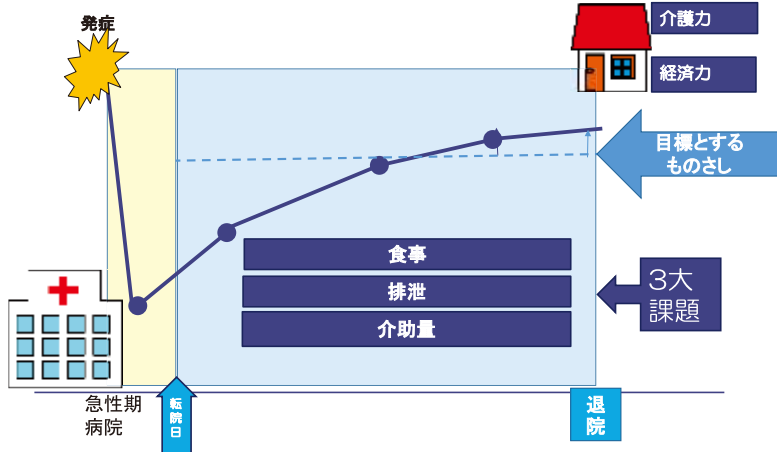 発症
介護力
経済力
目標とする
ものさし
食事
排泄
介助量
3大
課題
急性期
病院
転院日
退院